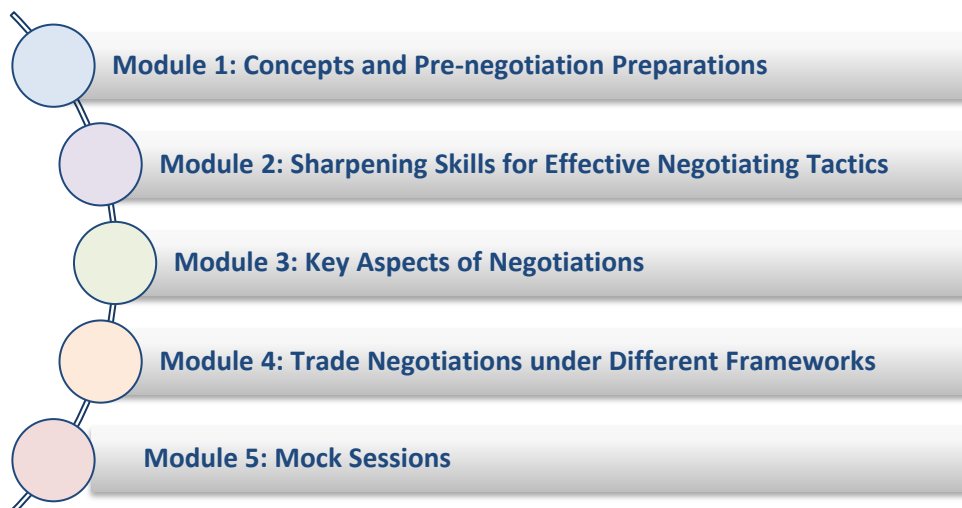 Module 1: Concepts and Pre-negotiation Preparations
Module 2: Sharpening Skills for Effective Negotiating Tactics
Module 3: Key Aspects of Negotiations
Module 4: Trade Negotiations under Different Frameworks
Module 5: Mock Sessions